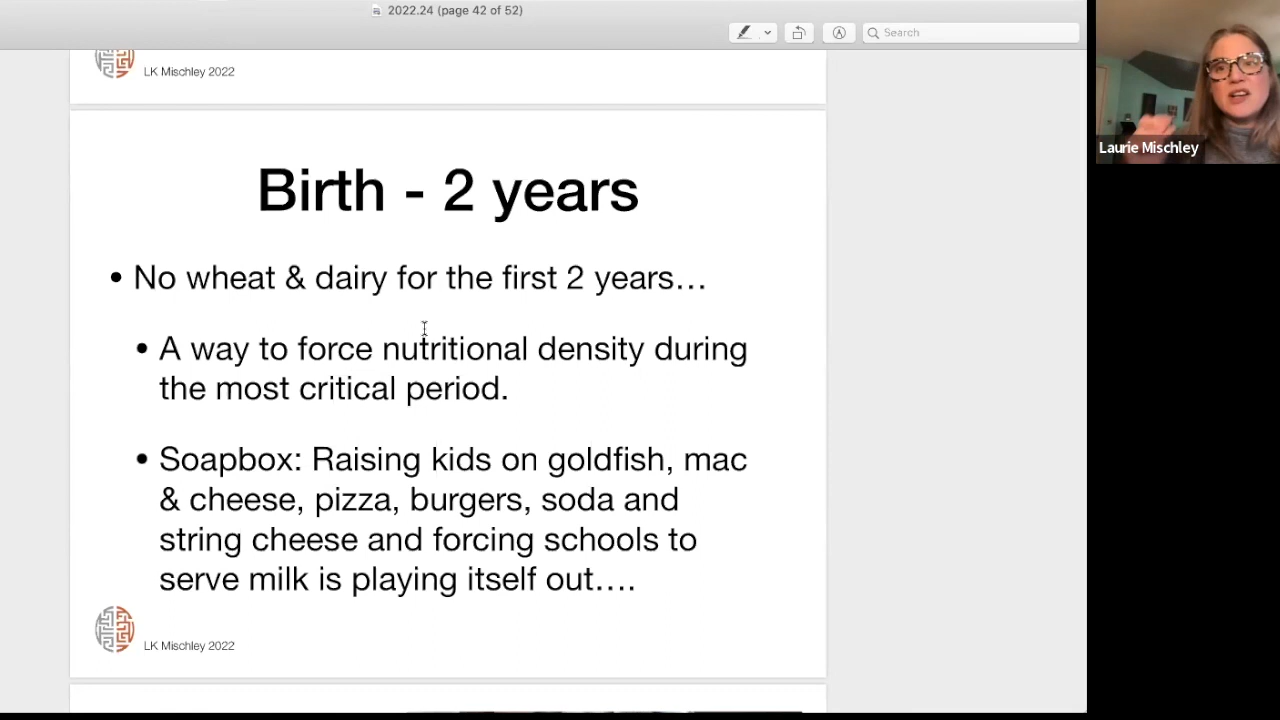 2022.24 (page 42 of 52)
Search
LK Mischley 2022
Laurie Mischley
Birth - 2 years
• No wheat & dairy for the first 2 years…
• A way to force nutritional density during
the most critical period.
• Soapbox: Raising kids on goldfish, mac
& cheese, pizza, burgers, soda and
string cheese and forcing schools to
serve milk is playing itself out….
LK Mischley 2022